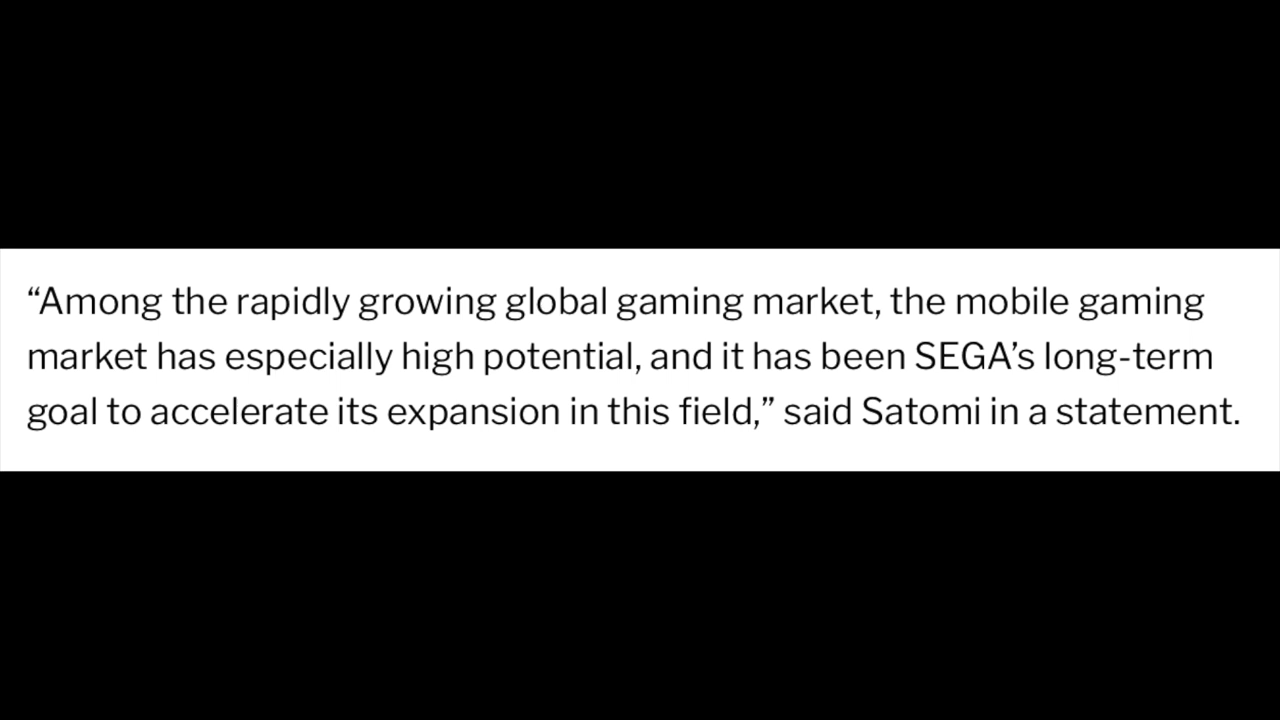 “Among the rapidly growing global gaming market, the mobile gaming
market has especially high potential, and it has been SEGA’s long-term
goal to accelerate its expansion in this field,” said Satomi in a statement.